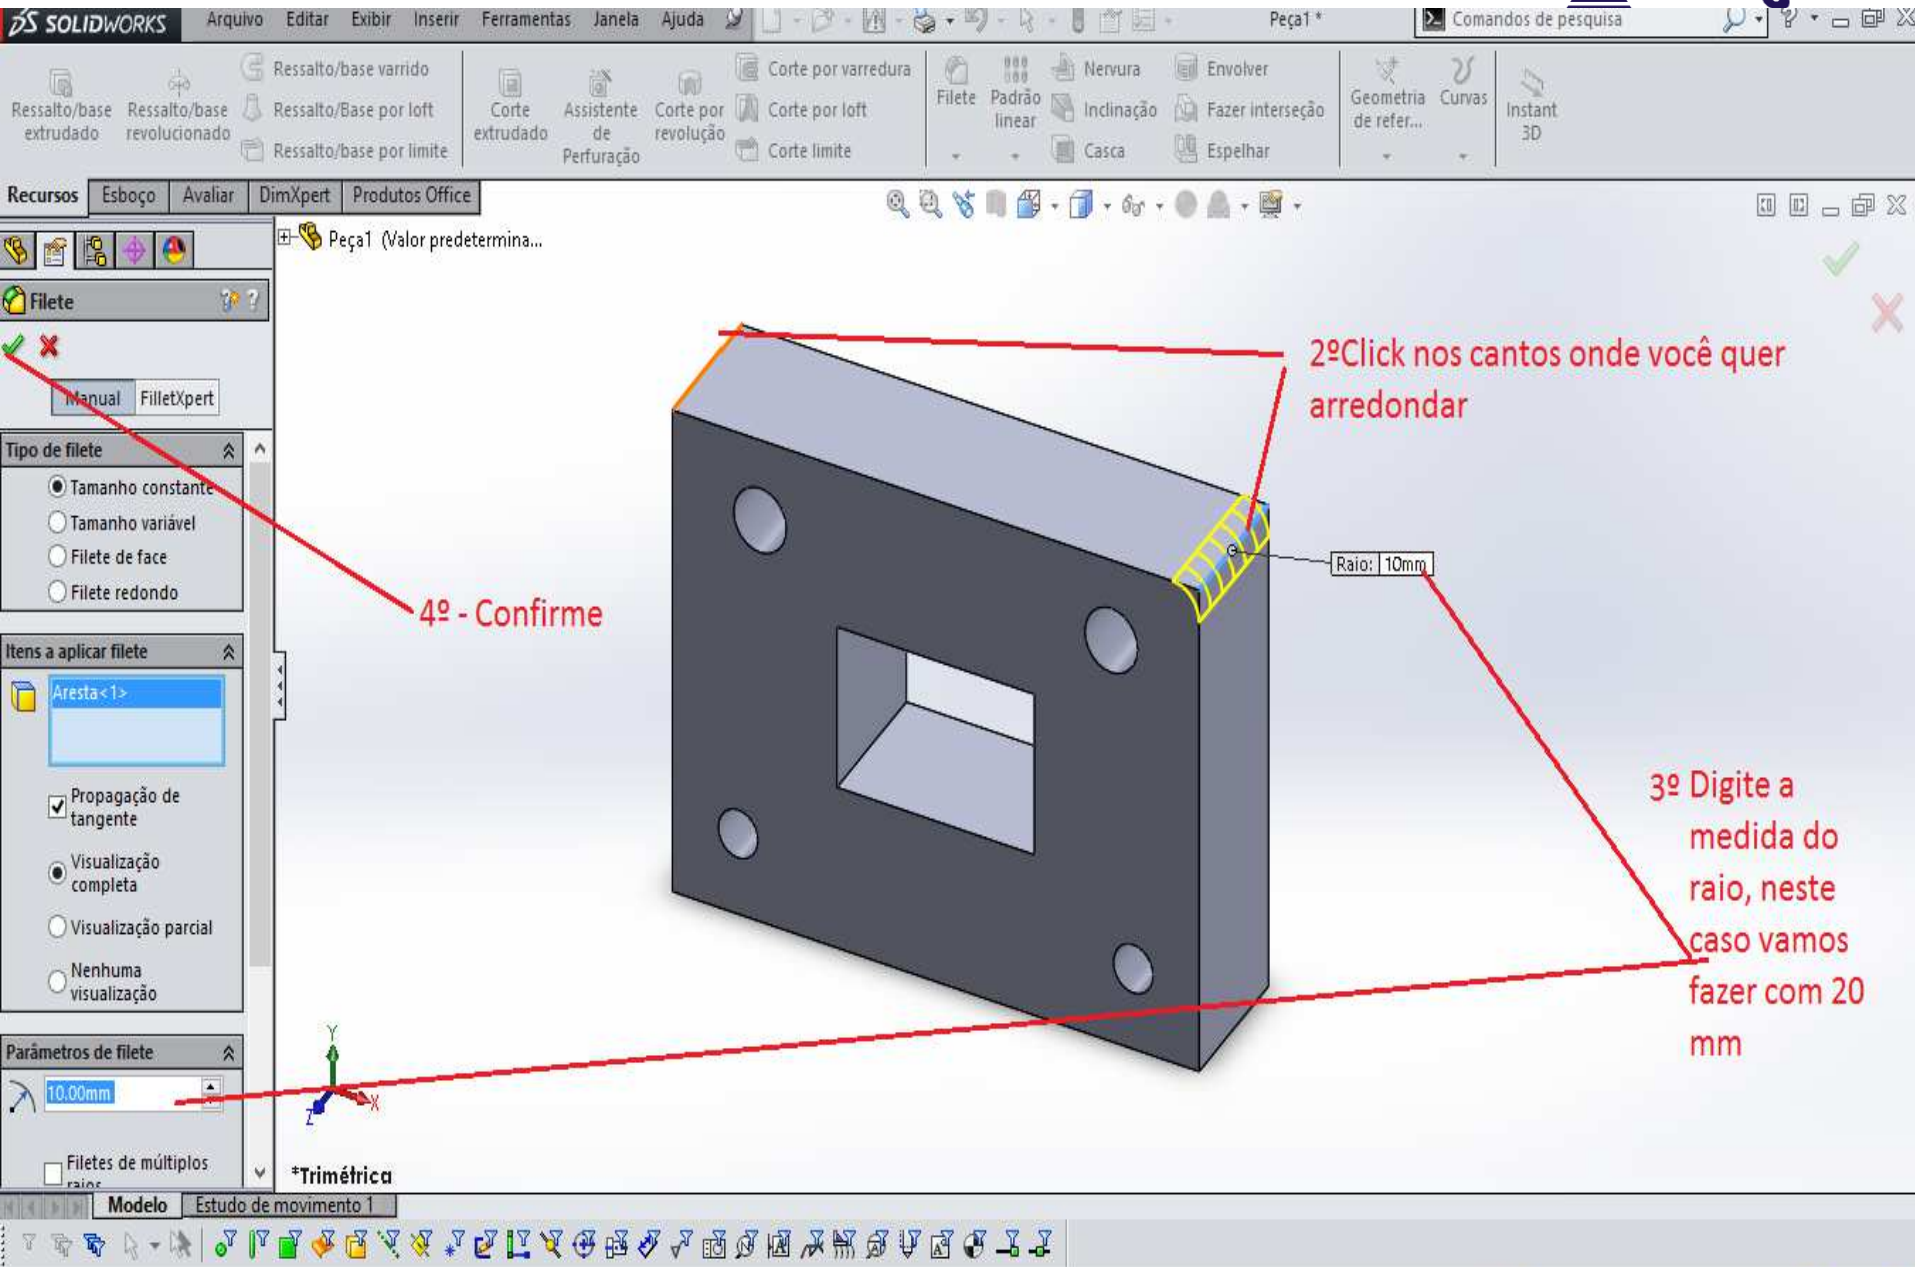 SOLIDWORKS Arquivo Editar Exibir Inserir Ferramentas Janela Ajuda Peça1 * Comandos de pesquisa
Ressalto/base extrudado
Ressalto/base revolucionado
Ressalto/base varrido
Ressalto/Base por loft
Ressalto/base por limite
Corte extrudado
Assistente de Perfuração
Corte por revolução
Corte por varredura
Corte por loft
Corte limite
Filete
Padrão linear
Nervura
Inclinação
Casca
Envolver
Fazer interseção
Espelhar
Geometria de refer...
Curvas
Instant 3D
Recursos Esboço Avaliar DimXpert Produtos Office
Peça1 (Valor predetermina...
Filete
Manual FilletXpert
Tipo de filete
Tamanho constante
Tamanho variável
Filete de face
Filete redondo
Itens a aplicar filete
Aresta<1>
Propagação de
tangente
Visualização
completa
Visualização parcial
Nenhuma
visualização
Parâmetros de filete
10.00mm
Filetes de múltiplos
raios
2ºClick nos cantos onde você quer
arredondar
Raio: 10mm
4º - Confirme
3º Digite a
medida do
raio, neste
caso vamos
fazer com 20
mm
Y
X
Z
*Trimétrica
Modelo Estudo de movimento 1